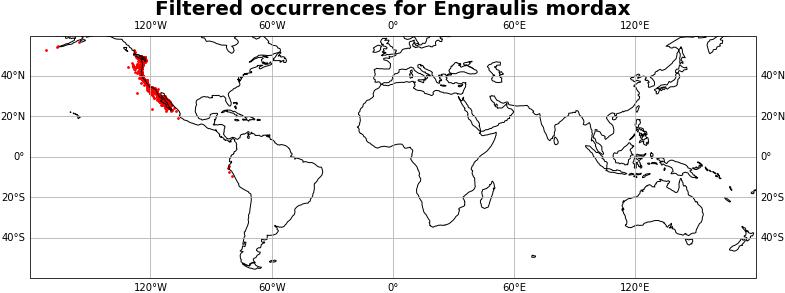 Filtered occurrences for Engraulis mordax
120°W 60°W 0° 60°E 120°E
40°N 40°N
20°N 20°N
0° 0°
20°S 20°S
40°S 40°S
120°W 60°W 0° 60°E 120°E